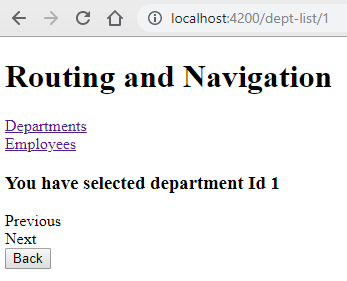 localhost:4200/dept-list/1
Routing and Navigation
Departments
Employees
You have selected department Id 1
Previous
Next
Back